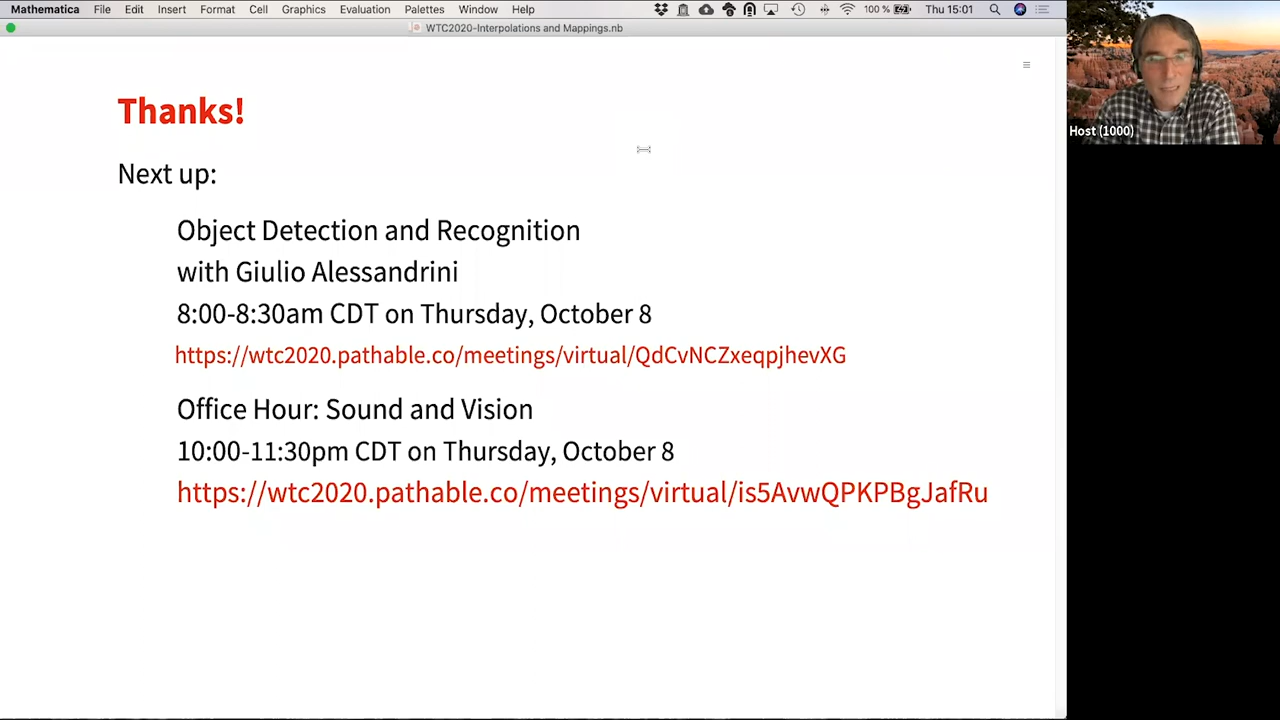 Mathematica File Edit Insert Format Cell Graphics Evaluation Palettes Window Help 100 % Thu 15:01
WTC2020-Interpolations and Mappings.nb
Host (1000)
Thanks!
Next up:
Object Detection and Recognition
with Giulio Alessandrini
8:00-8:30am CDT on Thursday, October 8
https://wtc2020.pathable.co/meetings/virtual/QdCvNCZxeqpjhevXG
Office Hour: Sound and Vision
10:00-11:30pm CDT on Thursday, October 8
https://wtc2020.pathable.co/meetings/virtual/is5AvwQPKPBgJafRu